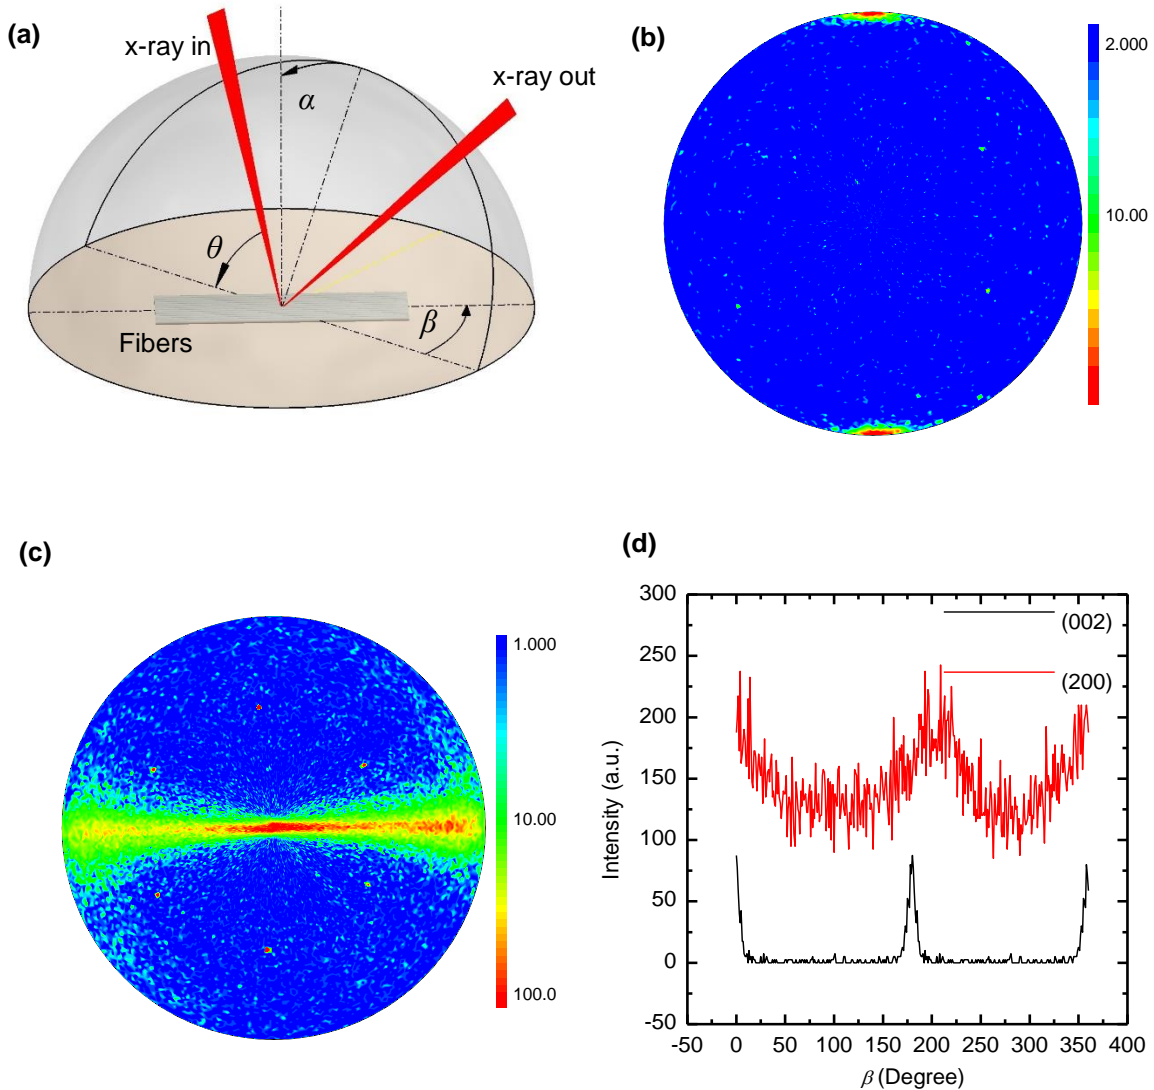 (a)
x-ray in
x-ray out
α
θ
β
Fibers
(b)
2.000
10.00
(c)
1.000
10.00
100.0
(d)
300
250
200
150
100
50
0
-50
-50 0 50 100 150 200 250 300 350 400
Intensity (a.u.)
β (Degree)
(002)
(200)